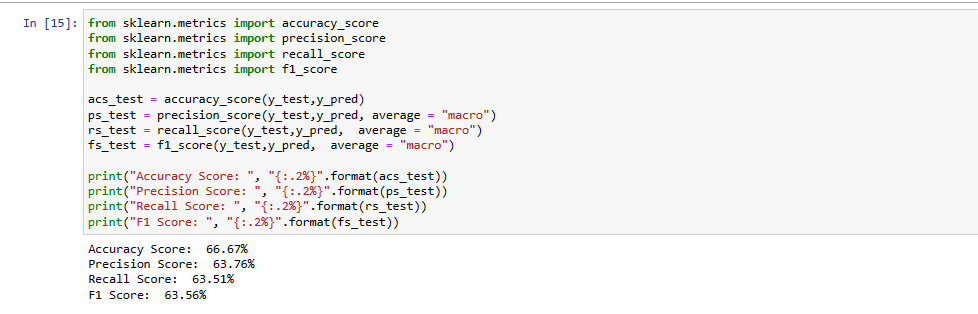 In [15]: from sklearn.metrics import accuracy_score
from sklearn.metrics import precision_score
from sklearn.metrics import recall_score
from sklearn.metrics import f1_score
acs_test = accuracy_score(y_test,y_pred)
ps_test = precision_score(y_test,y_pred, average = "macro")
rs_test = recall_score(y_test,y_pred,  average = "macro")
fs_test = f1_score(y_test,y_pred,  average = "macro")
print("Accuracy Score: ", "{:.2%}".format(acs_test))
print("Precision Score: ", "{:.2%}".format(ps_test))
print("Recall Score: ", "{:.2%}".format(rs_test))
print("F1 Score: ", "{:.2%}".format(fs_test))
Accuracy Score:  66.67%
Precision Score:  63.76%
Recall Score:  63.51%
F1 Score:  63.56%